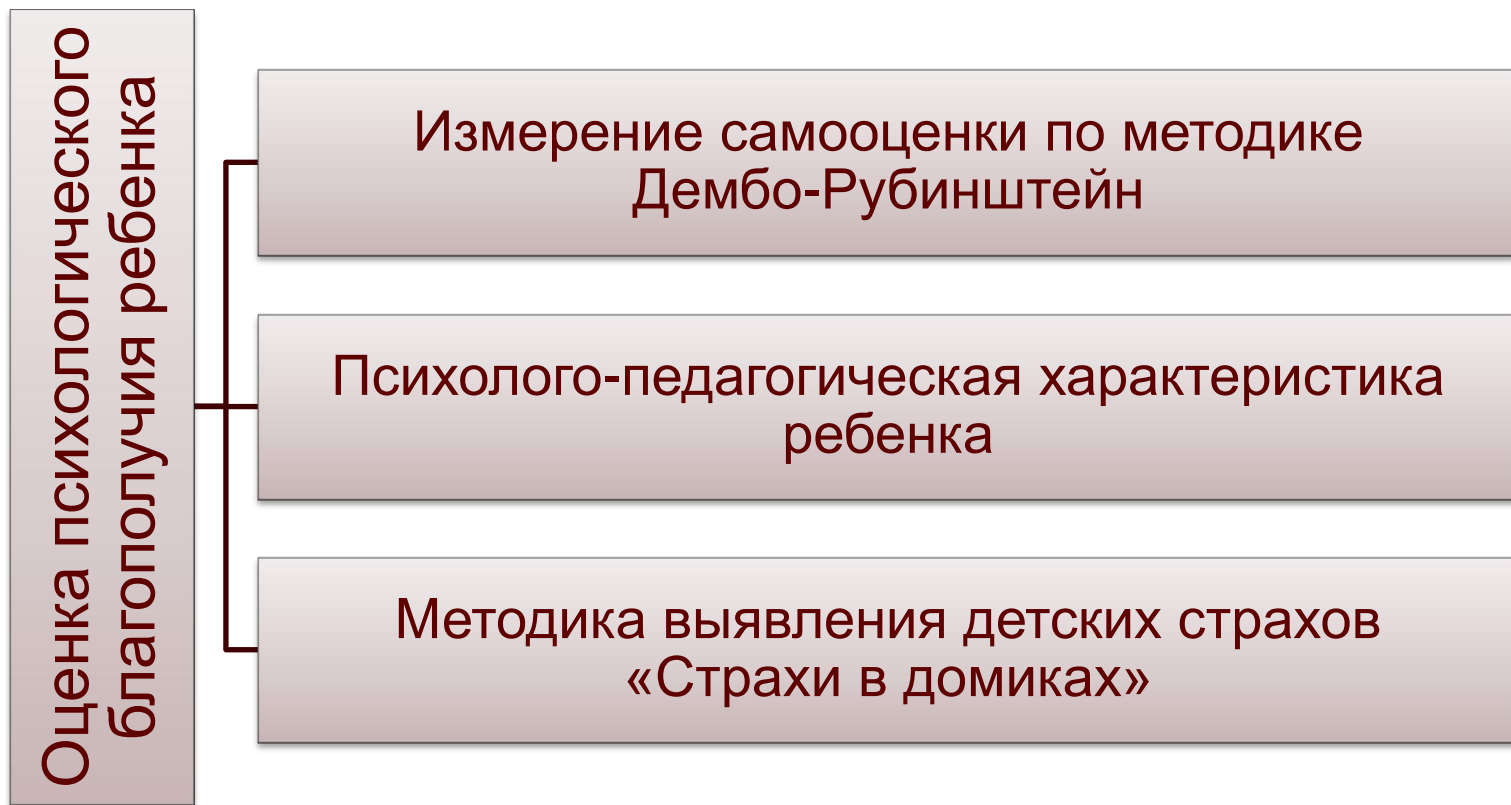 Оценка психологического
благополучия ребенка
Измерение самооценки по методике
Дембо-Рубинштейн
Психолого-педагогическая характеристика
ребенка
Методика выявления детских страхов
«Страхи в домиках»